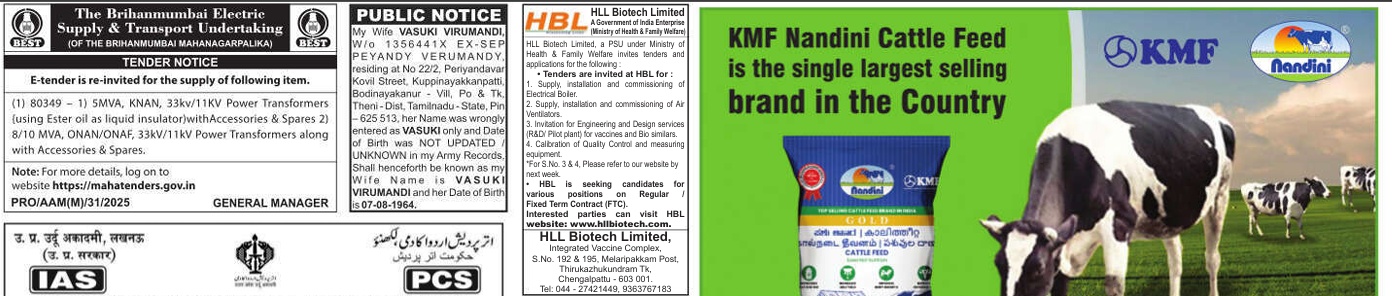 The Brihanmumbai Electric
Supply & Transport Undertaking
(OF THE BRIHANMUMBAI MAHANAGARPALIKA)
BEST
BEST
TENDER NOTICE
E-tender is re-invited for the supply of following item.
(1) 80349 – 1) 5MVA, KNAN, 33kv/11KV Power Transformers
{using Ester oil as liquid insulator)withAccessories & Spares 2)
8/10 MVA, ONAN/ONAF, 33kV/11kV Power Transformers along
with Accessories & Spares.
Note: For more details, log on to
website https://mahatenders.gov.in
PRO/AAM(M)/31/2025 GENERAL MANAGER
उ. प्र. उर्दू अकादमी, लखनऊ
(उ. प्र. सरकार)
اتر پردیش اردو اکادمی، لکھنؤ
حکومت اتر پردیش
IAS
PCS
PUBLIC NOTICE
My Wife VASUKI VIRUMANDI,
W/o 1356441X EX-SEP
PEYANDY VERUMANDY,
residing at No 22/2, Periyandavar
Kovil Street, Kuppinayakkanpatti,
Bodinayakanur - Vill, Po & Tk,
Theni - Dist, Tamilnadu - State, Pin
– 625 513, her Name was wrongly
entered as VASUKI only and Date
of Birth was NOT UPDATED /
UNKNOWN in my Army Records,
Shall henceforth be known as my
Wife Name is VASUKI
VIRUMANDI and her Date of Birth
is 07-08-1964.
HBL
HLL Biotech Limited
A Government of India Enterprise
(Ministry of Health & Family Welfare)
HLL Biotech Limited, a PSU under Ministry of
Health & Family Welfare invites tenders and
applications for the following :
• Tenders are invited at HBL for :
1. Supply, installation and commissioning of
Electrical Boiler.
2. Supply, installation and commissioning of Air
Ventilators.
3. Invitation for Engineering and Design services
(R&D/ Pilot plant) for vaccines and Bio similars.
4. Calibration of Quality Control and measuring
equipment.
*For S.No. 3 & 4, Please refer to our website by
next week.
• HBL is seeking candidates for
various positions on Regular /
Fixed Term Contract (FTC).
Interested parties can visit HBL
website: www.hllbiotech.com.
HLL Biotech Limited,
Integrated Vaccine Complex,
S.No. 192 & 195, Melaripakkam Post,
Thirukazhukundram Tk,
Chengalpattu - 603 001.
Tel: 044 - 27421449, 9363767183
KMF Nandini Cattle Feed
is the single largest selling
brand in the Country
KMF
Nandini
Nandini
KMF
TOP SELLING CATTLE FEED BRAND IN INDIA
GOLD
CATTLE FEED